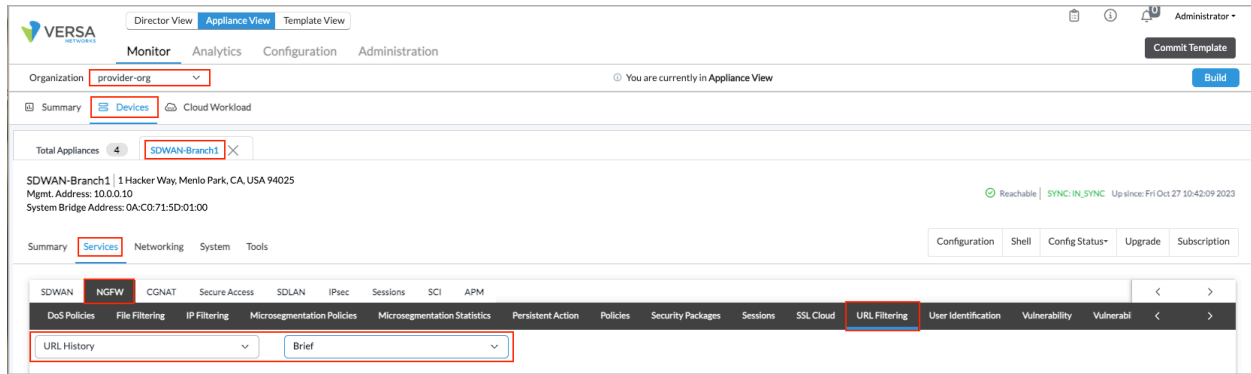 Director View Appliance View Template View
0
Administrator
VERSA
NETWORKS
Monitor Analytics Configuration Administration
Commit Template
Organization provider-org
You are currently in Appliance View
Build
Summary Devices Cloud Workload
Total Appliances 4 SDWAN-Branch1
SDWAN-Branch1 | 1 Hacker Way, Menlo Park, CA, USA 94025
Mgmt. Address: 10.0.0.10
System Bridge Address: 0A:C0:71:5D:01:00
Reachable | SYNC: IN_SYNC Up since: Fri Oct 27 10:42:09 2023
Summary Services Networking System Tools
Configuration Shell Config Status Upgrade Subscription
SDWAN NGFW CGNAT Secure Access SDLAN IPsec Sessions SCI APM
DoS Policies File Filtering IP Filtering Microsegmentation Policies Microsegmentation Statistics Persistent Action Policies Security Packages Sessions SSL Cloud URL Filtering User Identification Vulnerability Vulnerabi
URL History Brief